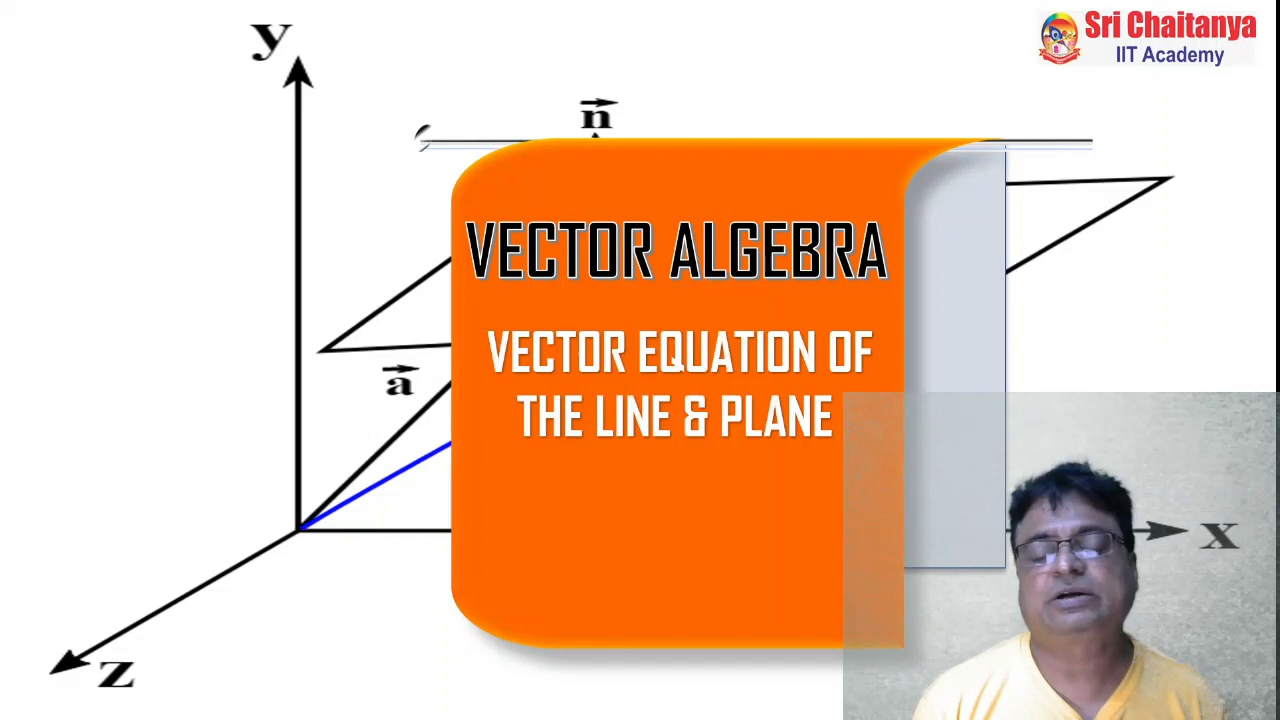 Sri Chaitanya
IIT Academy
y
n
VECTOR ALGEBRA
VECTOR EQUATION OF
THE LINE & PLANE
a
x
z